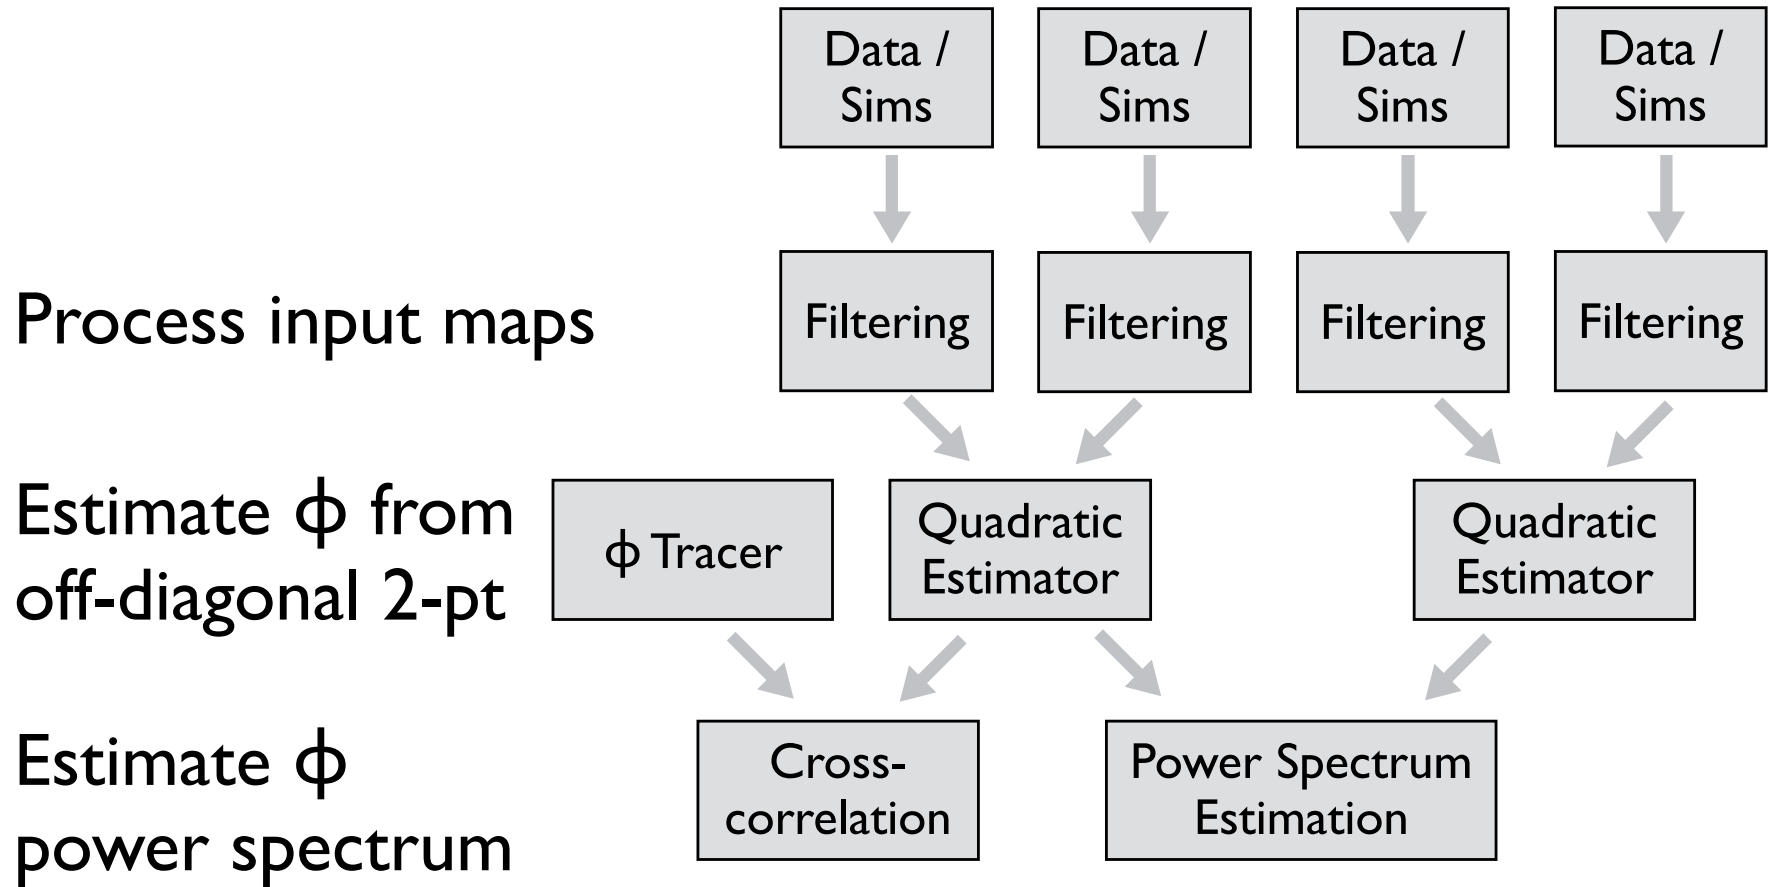 Data /
Sims
Data /
Sims
Data /
Sims
Data /
Sims
Process input maps
Filtering
Filtering
Filtering
Filtering
Estimate ϕ from
off-diagonal 2-pt
ϕ Tracer
Quadratic
Estimator
Quadratic
Estimator
Estimate ϕ
power spectrum
Cross-
correlation
Power Spectrum
Estimation